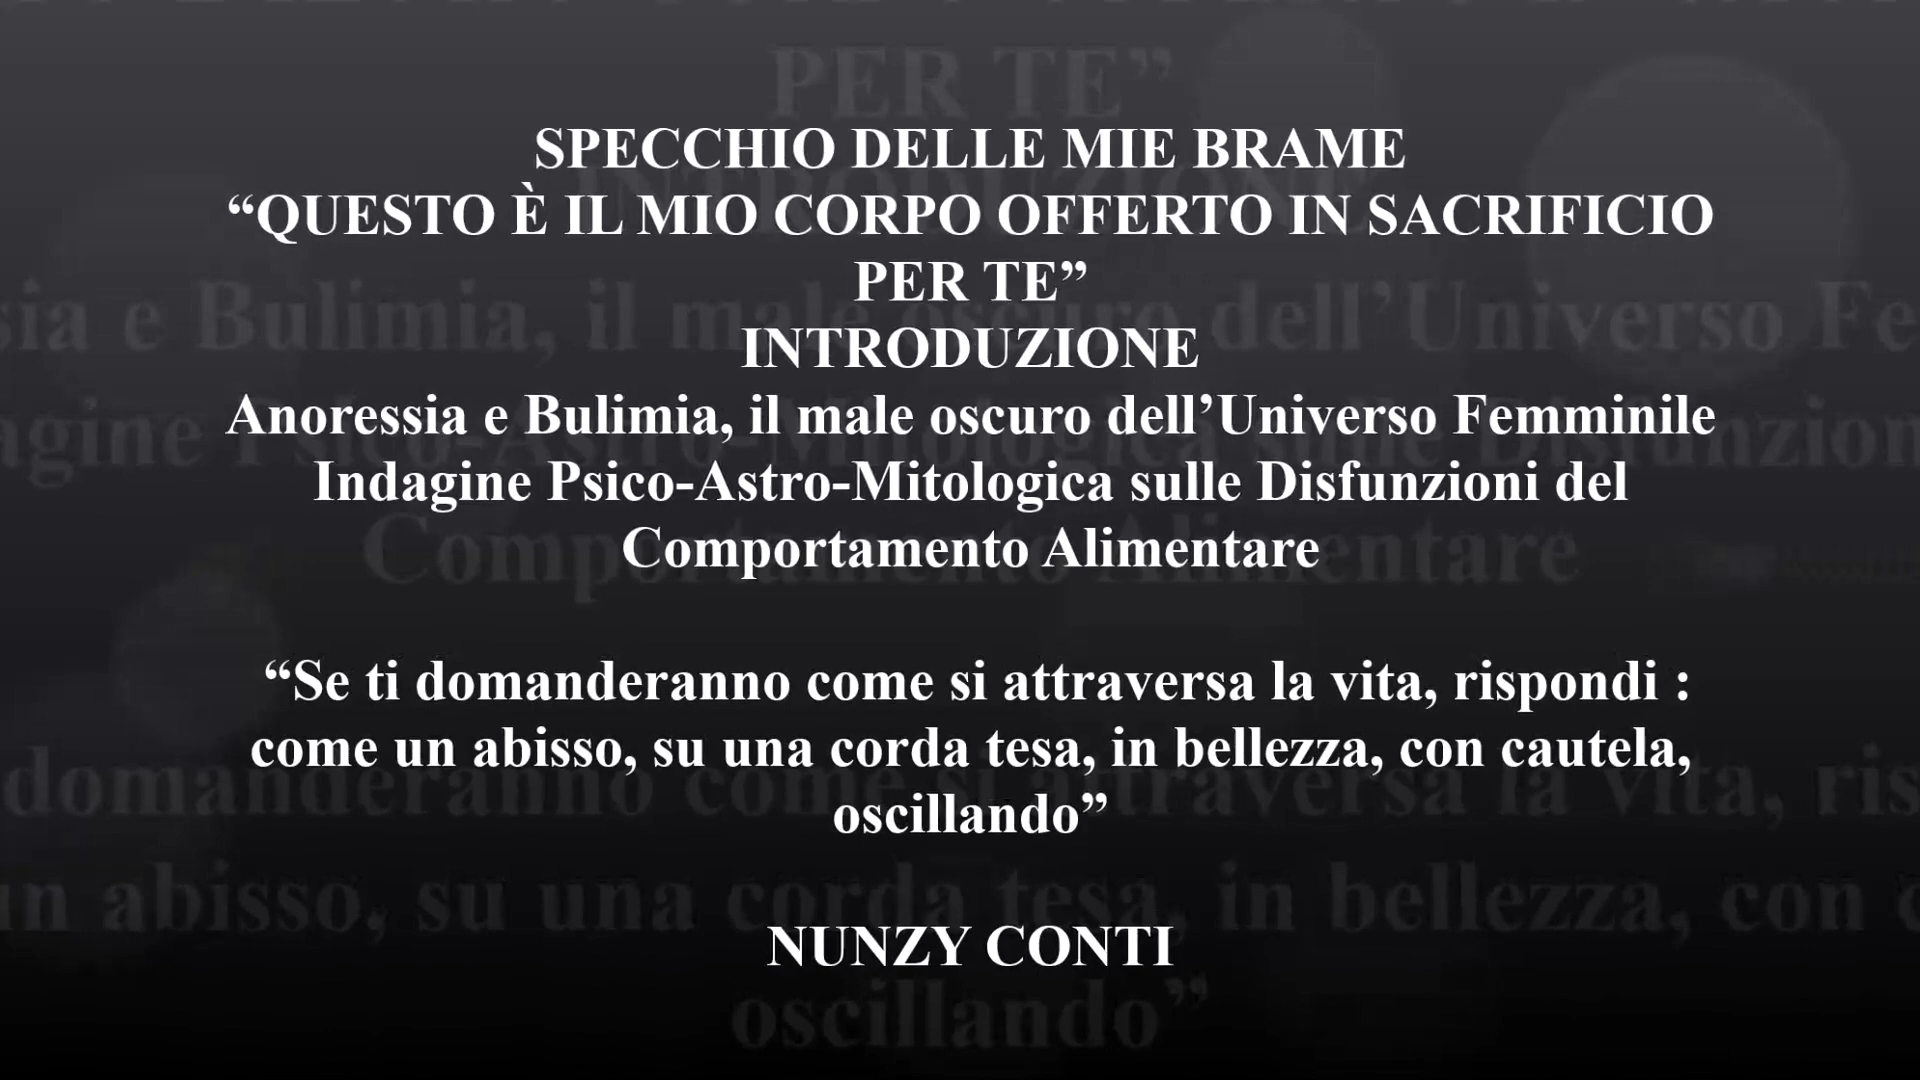 SPECCHIO DELLE MIE BRAME
“QUESTO È IL MIO CORPO OFFERTO IN SACRIFICIO
PER TE”
INTRODUZIONE
Anoressia e Bulimia, il male oscuro dell’Universo Femminile
Indagine Psico-Astro-Mitologica sulle Disfunzioni del
Comportamento Alimentare
“Se ti domanderanno come si attraversa la vita, rispondi :
come un abisso, su una corda tesa, in bellezza, con cautela,
oscillando”
NUNZY CONTI